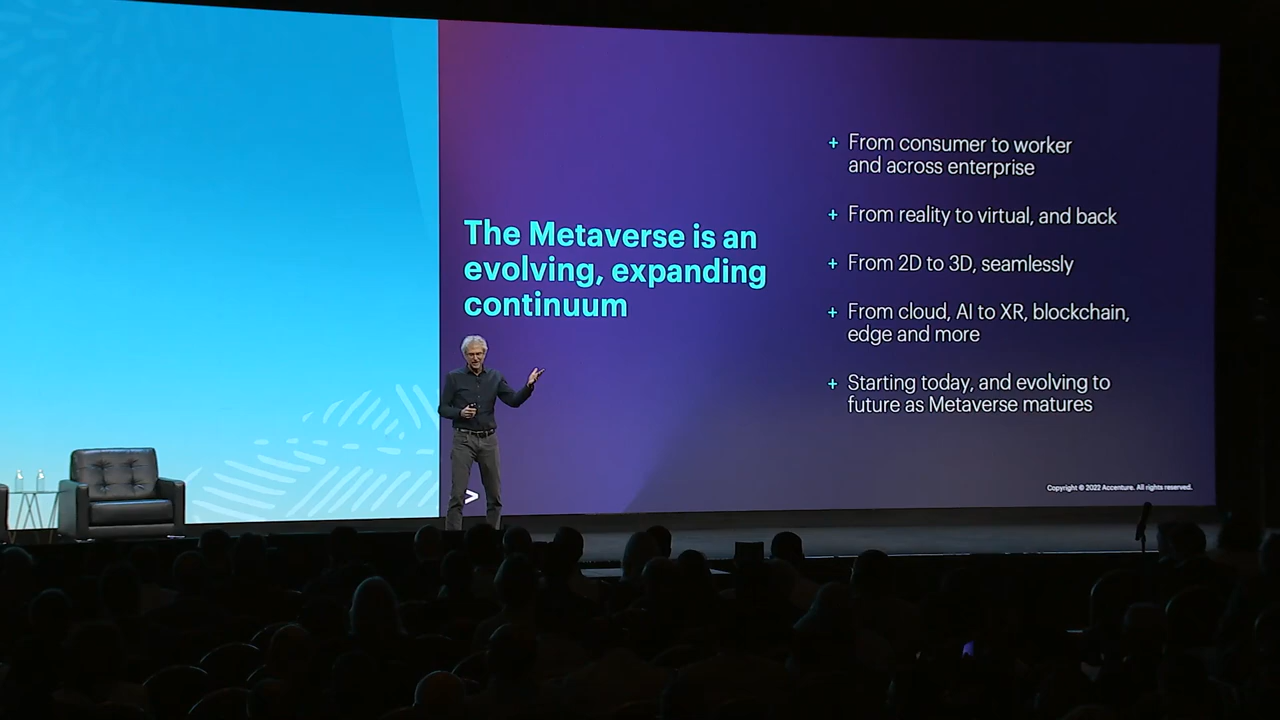 The Metaverse is an
evolving, expanding
continuum
+ From consumer to worker
and across enterprise
+ From reality to virtual, and back
+ From 2D to 3D, seamlessly
+ From cloud, AI to XR, blockchain,
edge and more
+ Starting today, and evolving to
future as Metaverse matures
>
Copyright © 2022 Accenture. All rights reserved.